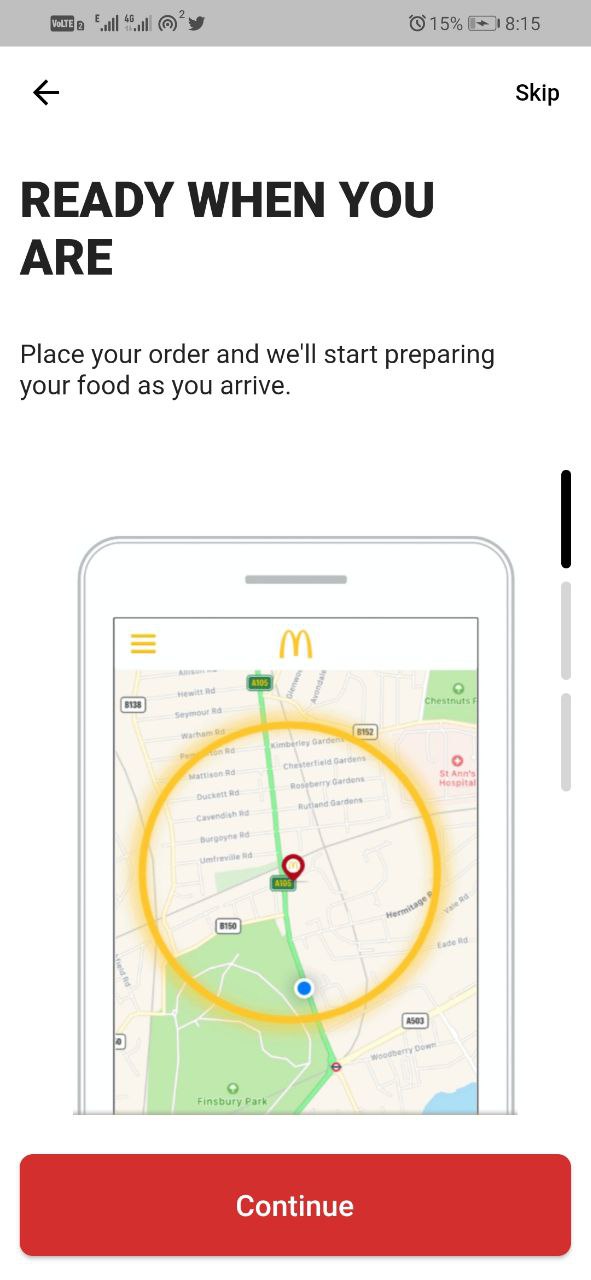 VoLTE 2 E 4G 2 15% 8:15
Skip
READY WHEN YOU
ARE
Place your order and we'll start preparing
your food as you arrive.
A105
Hewitt Rd
B138
Chestnuts
Seymour Rd
Warham Rd
B152
Kimberley Gardens
Mattison Rd
Chesterfield Gardens
St Ann's
Hospital
Duckett Rd
Roseberry Gardens
Cavendish Rd
Rutland Gardens
Burgoyne Rd
Umfreville Rd
A105
Hermitage
Vale Rd
B150
Eade Rd
A503
Woodberry Down
Finsbury Park
Continue